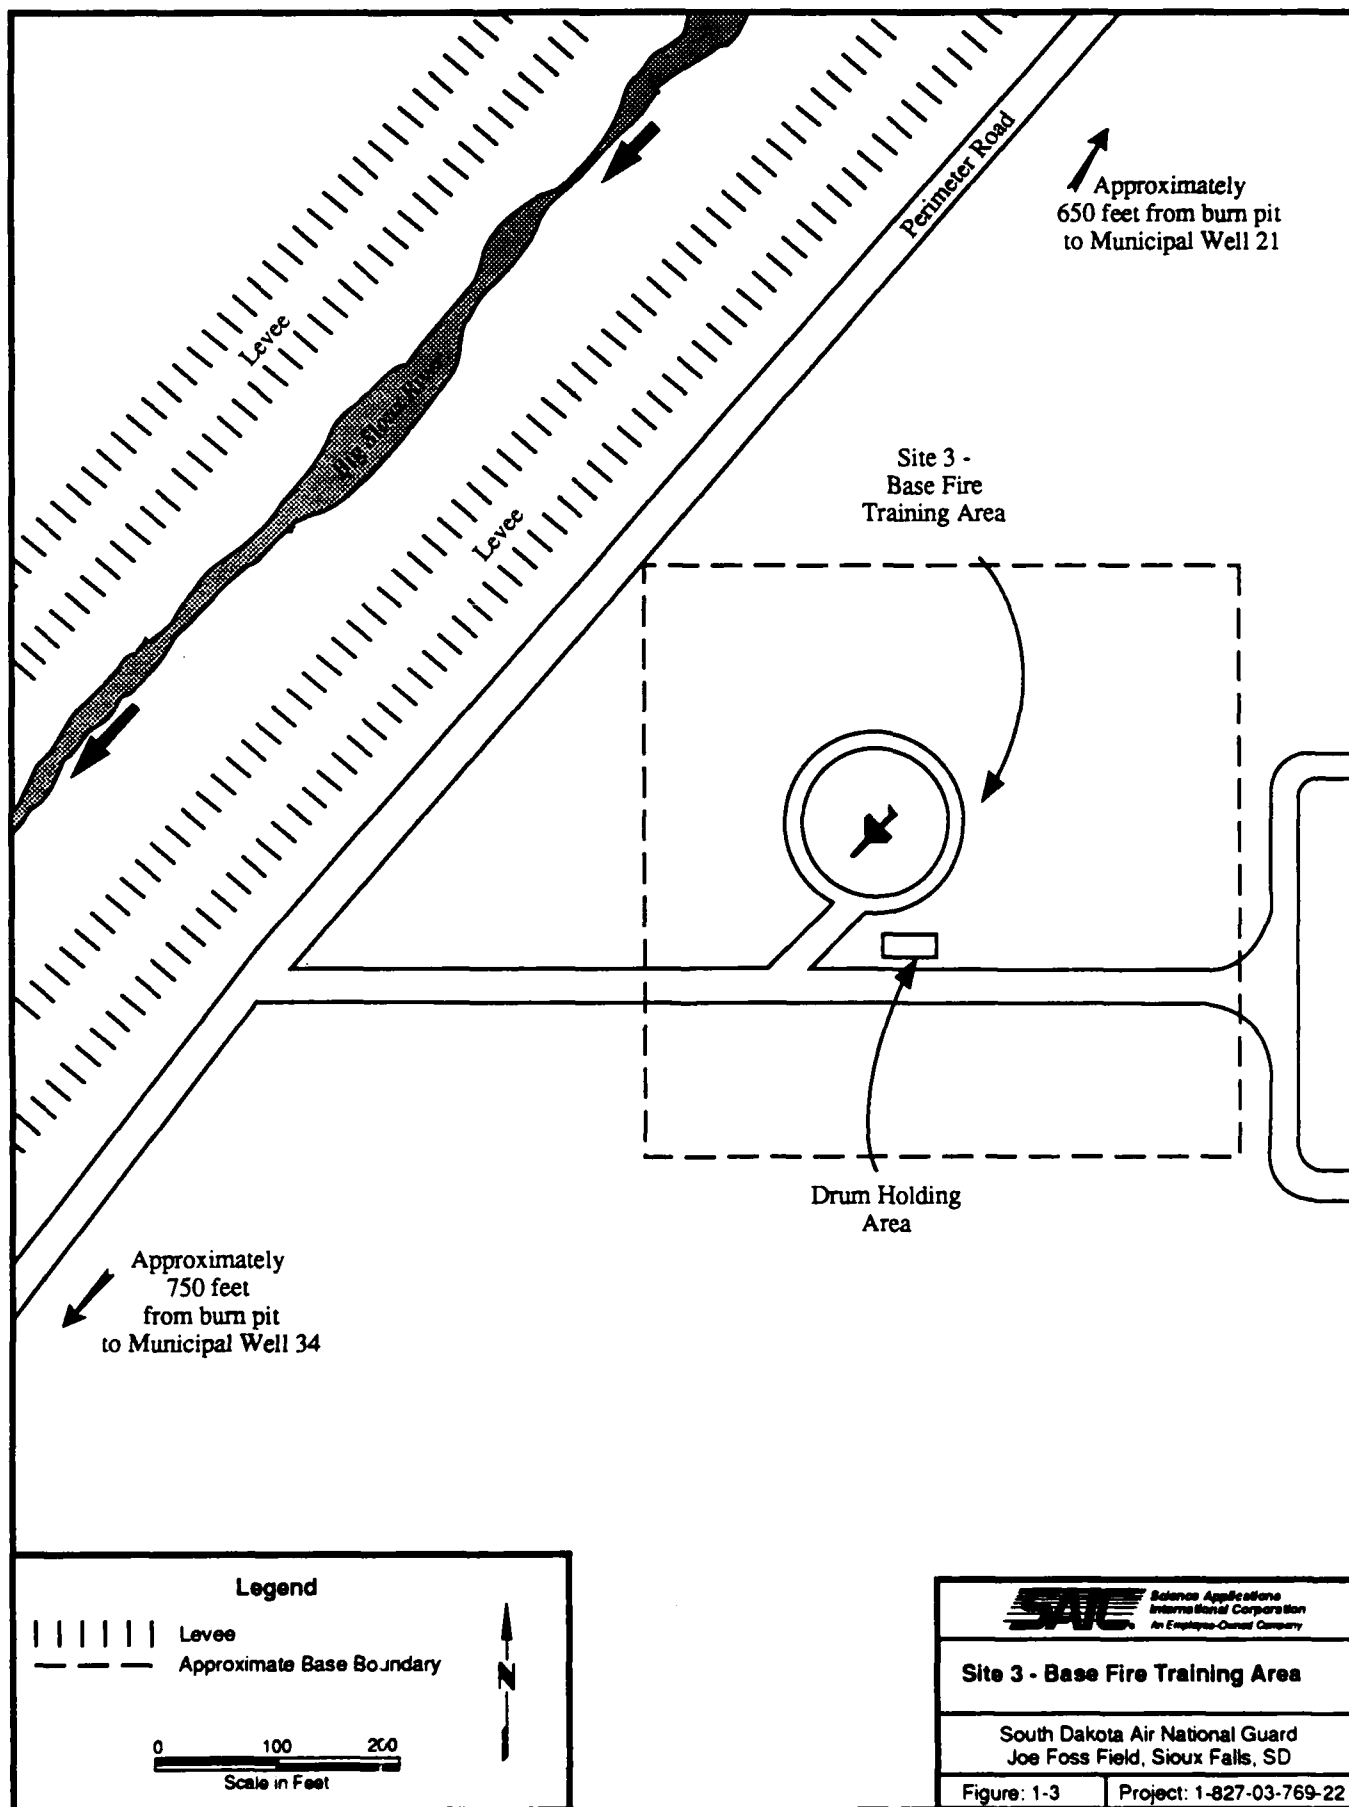 Perimeter Road
Approximately
650 feet from burn pit
to Municipal Well 21
Levee
Big Sioux River
Levee
Site 3 -
Base Fire
Training Area
Drum Holding
Area
Approximately
750 feet
from burn pit
to Municipal Well 34
Legend
Levee
Approximate Base Boundary
N
0 100 200
Scale in Feet
SAIC
Science Applications
International Corporation
An Employee-Owned Company
Site 3 - Base Fire Training Area
South Dakota Air National Guard
Joe Foss Field, Sioux Falls, SD
Figure: 1-3
Project: 1-827-03-769-22